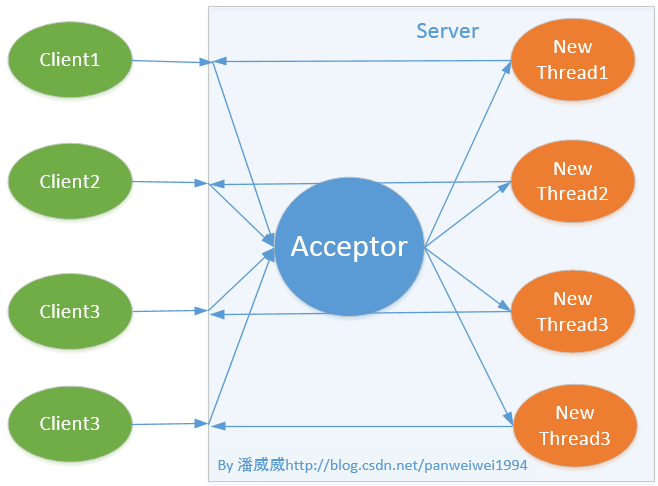 Server
Client1
New
Thread1
Client2
New
Thread2
Acceptor
Client3
New
Thread3
Client3
New
Thread3
By 潘威威http://blog.csdn.net/panweiwei1994